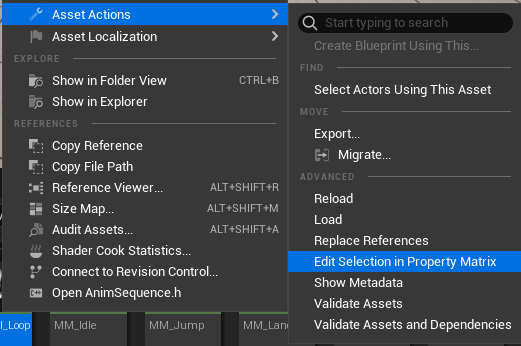 Asset Actions
Asset Localization
EXPLORE
Show in Folder View CTRL+B
Show in Explorer
REFERENCES
Copy Reference
Copy File Path
Reference Viewer... ALT+SHIFT+R
Size Map... ALT+SHIFT+M
Audit Assets... ALT+SHIFT+A
Shader Cook Statistics...
Connect to Revision Control...
Open AnimSequence.h
Start typing to search
Create Blueprint Using This...
FIND
Select Actors Using This Asset
MOVE
Export...
Migrate...
ADVANCED
Reload
Load
Replace References
Edit Selection in Property Matrix
Show Metadata
Validate Assets
Validate Assets and Dependencies
_Loop MM_Idle MM_Jump MM_Lan